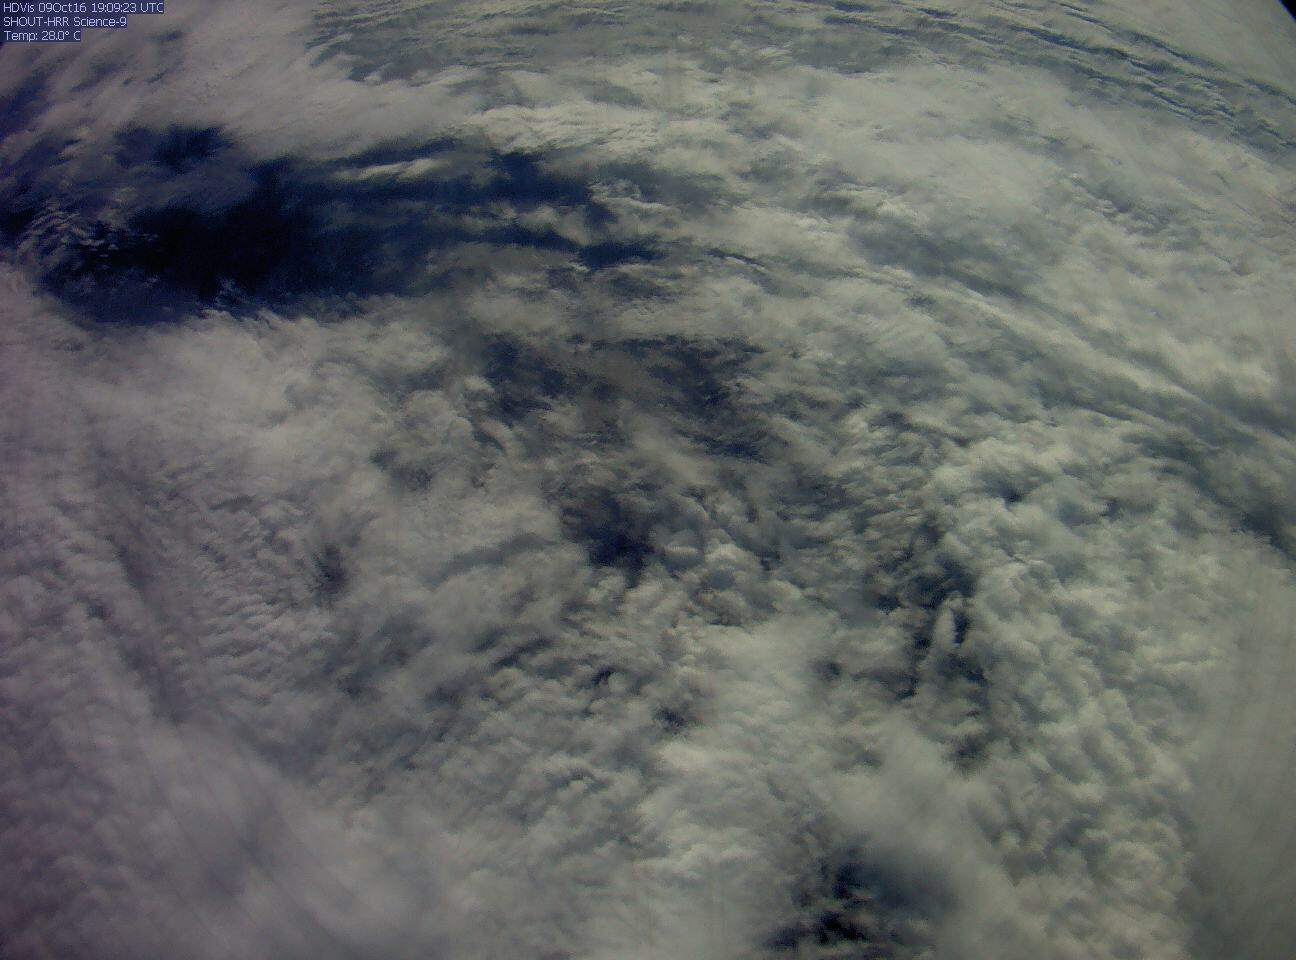 HDVis 09Oct16 19:09:23 UTC
SHOUT-HRR Science-9
Temp: 28.0° C